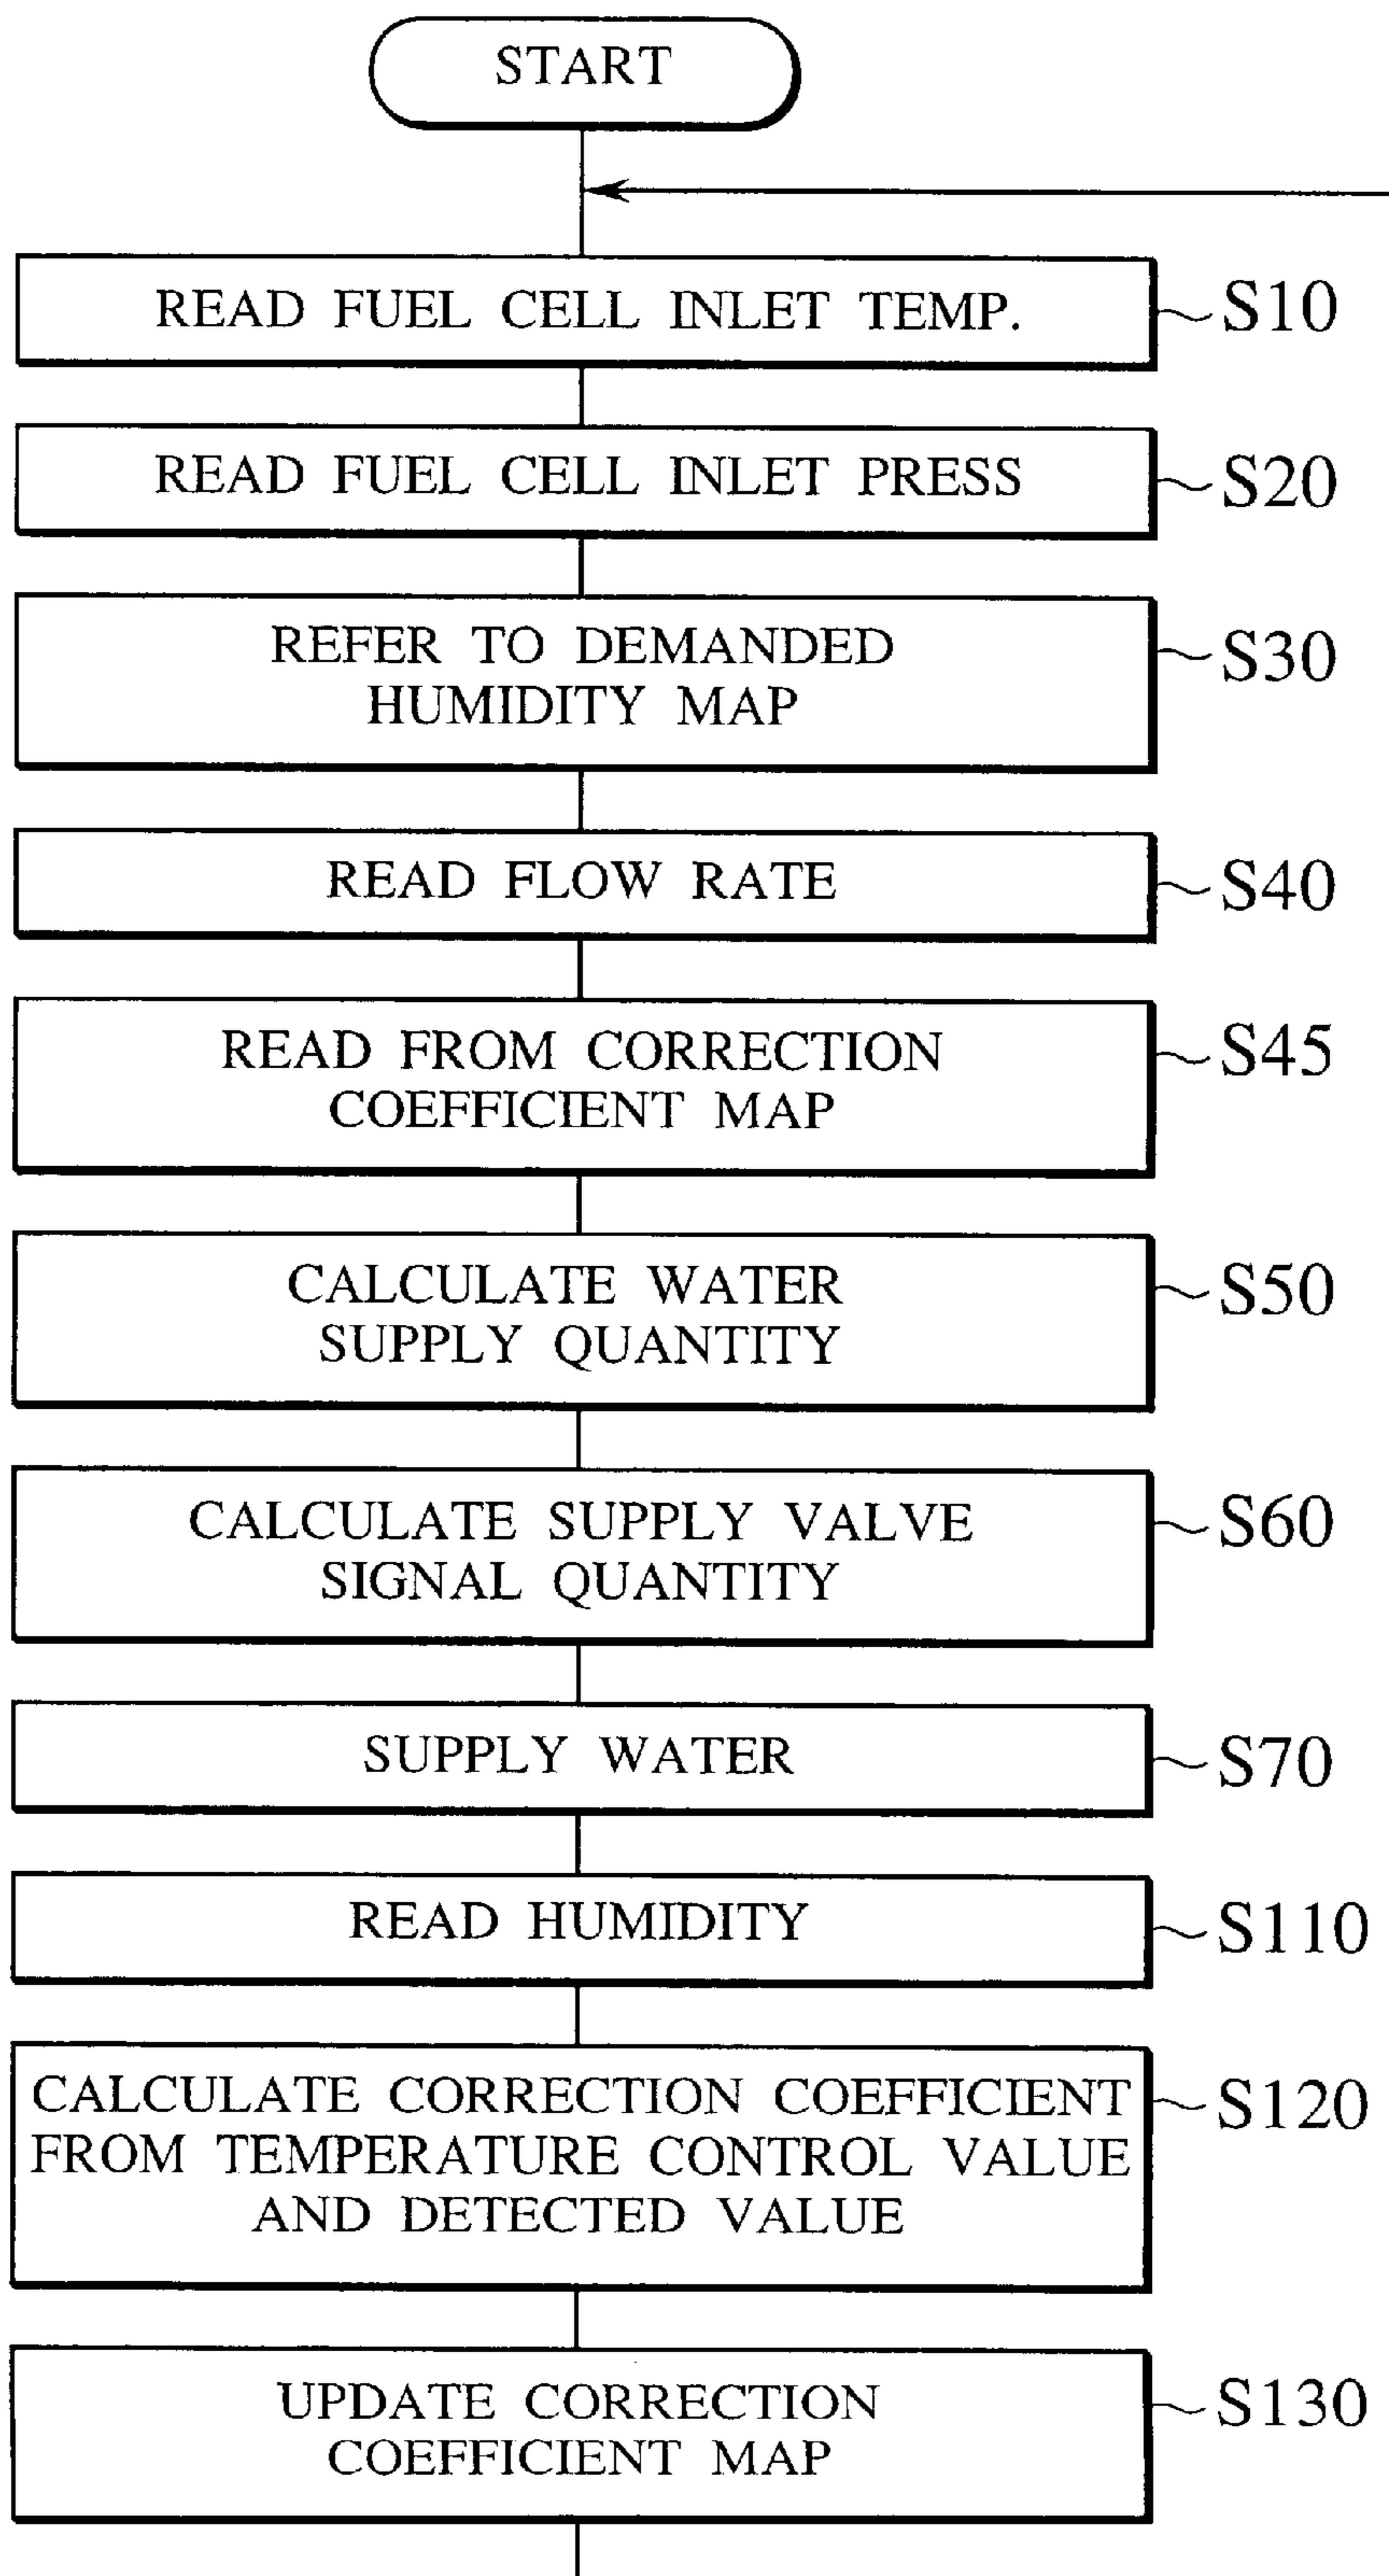 START
READ FUEL CELL INLET TEMP.
S10
READ FUEL CELL INLET PRESS
S20
REFER TO DEMANDED
HUMIDITY MAP
S30
READ FLOW RATE
S40
READ FROM CORRECTION
COEFFICIENT MAP
S45
CALCULATE WATER
SUPPLY QUANTITY
S50
CALCULATE SUPPLY VALVE
SIGNAL QUANTITY
S60
SUPPLY WATER
S70
READ HUMIDITY
S110
CALCULATE CORRECTION COEFFICIENT
FROM TEMPERATURE CONTROL VALUE
AND DETECTED VALUE
S120
UPDATE CORRECTION
COEFFICIENT MAP
S130